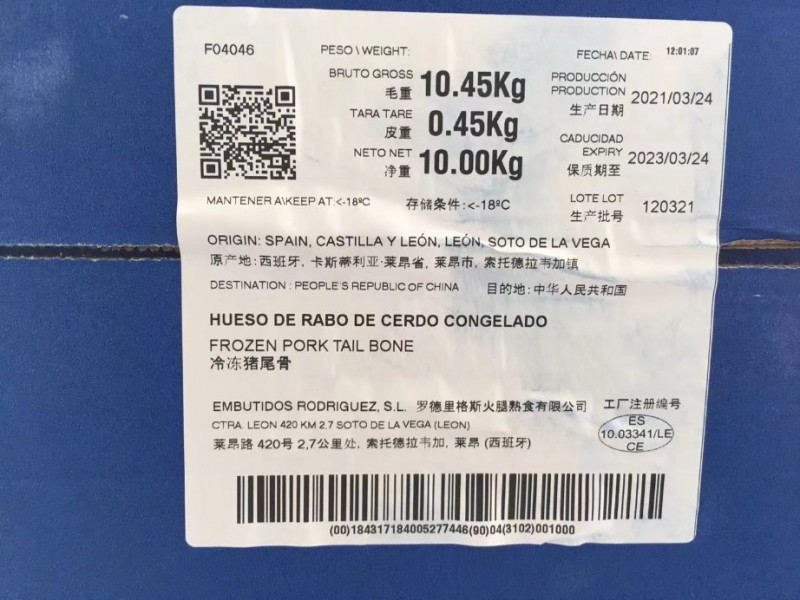 F04046
PESO \ WEIGHT:
FECHA\ DATE: 12:01:07
BRUTO GROSS 10.45Kg
毛重
TARA TARE 0.45Kg
皮重
NETO NET 10.00Kg
净重
PRODUCCIÓN
PRODUCTION 2021/03/24
生产日期
CADUCIDAD
EXPIRY 2023/03/24
保质期至
MANTENER A\KEEP AT:<-18ºC 存储条件:<-18ºC
LOTE LOT 120321
生产批号
ORIGIN: SPAIN, CASTILLA Y LEÓN, LEÓN, SOTO DE LA VEGA
原产地:西班牙, 卡斯蒂利亚·莱昂省, 莱昂市, 索托德拉韦加镇
DESTINATION : PEOPLE'S REPUBLIC OF CHINA 目的地:中华人民共和国
HUESO DE RABO DE CERDO CONGELADO
FROZEN PORK TAIL BONE
冷冻猪尾骨
EMBUTIDOS RODRIGUEZ, S.L. 罗德里格斯火腿熟食有限公司
CTRA. LEON 420 KM 2.7 SOTO DE LA VEGA (LEON)
莱昂路 420号 2,7公里处, 索托德拉韦加, 莱昂 (西班牙)
工厂注册编号
ES
10.03341/LE
CE
(00)184317184005277446(90)04(3102)001000